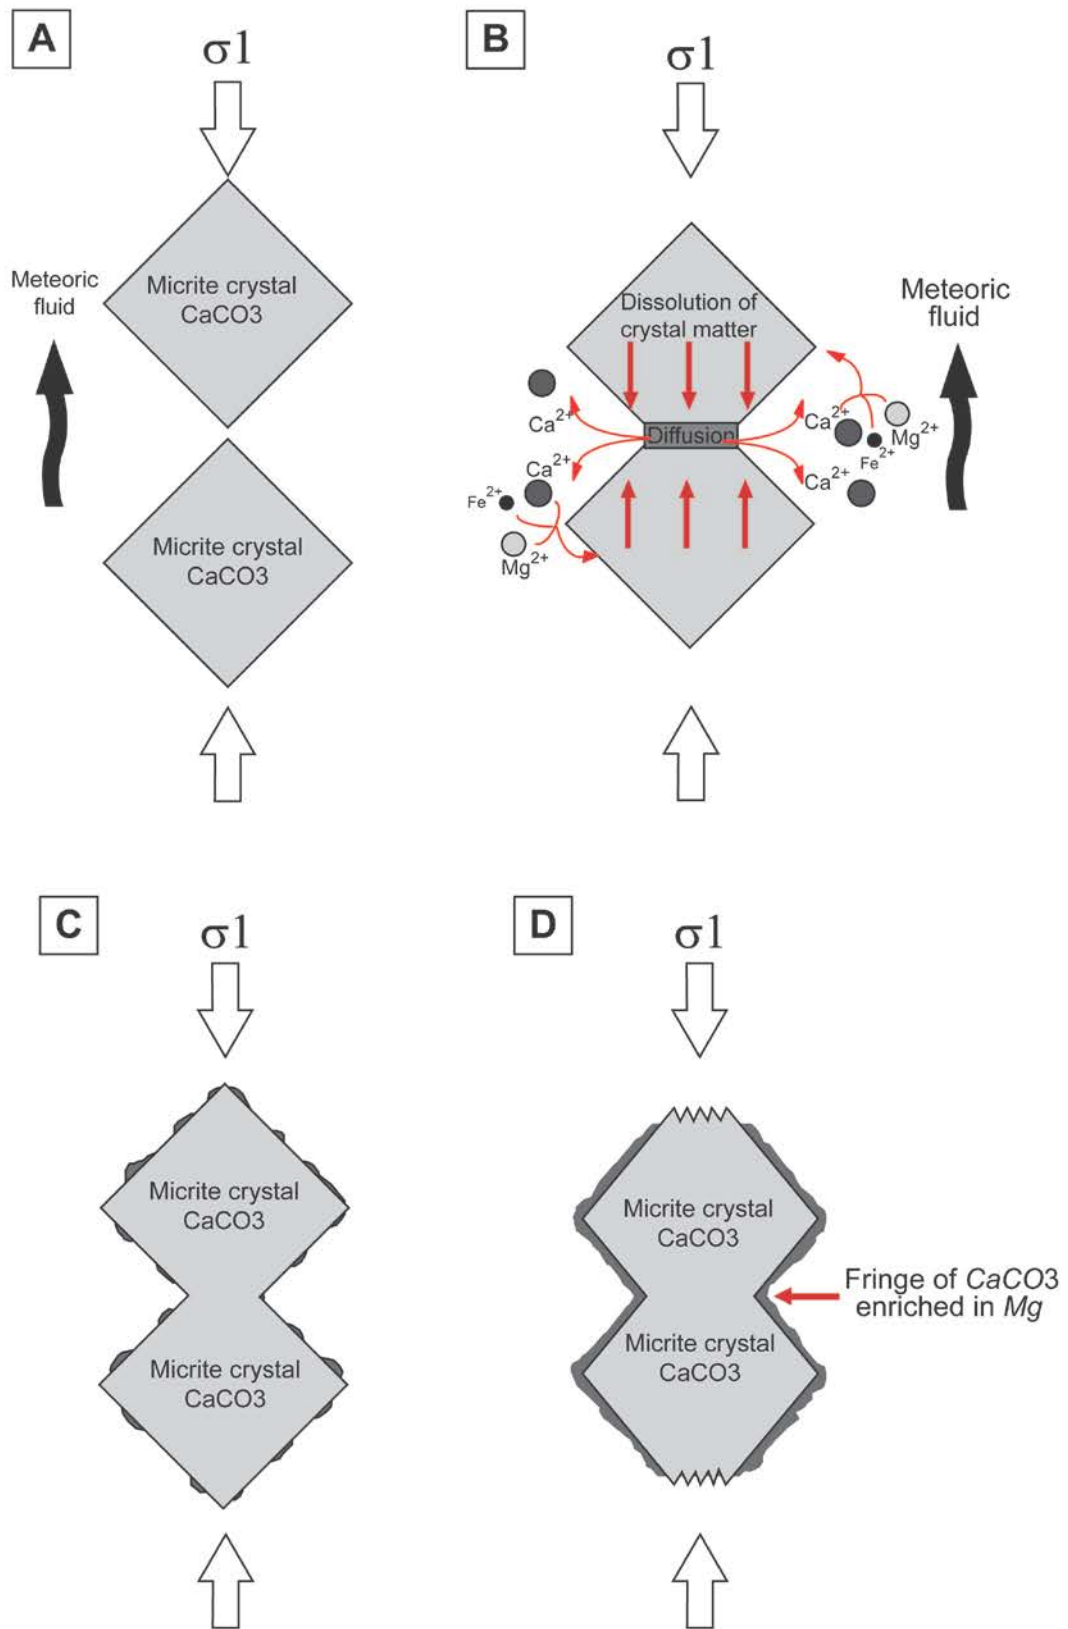 A
σ1
Micrite crystal
CaCO3
Meteoric
fluid
Micrite crystal
CaCO3
B
σ1
Dissolution of
crystal matter
Meteoric
fluid
Ca2+
Diffusion
Ca2+
Mg2+
Fe2+
Ca2+
Ca2+
Fe2+
Mg2+
C
σ1
Micrite crystal
CaCO3
Micrite crystal
CaCO3
D
σ1
Micrite crystal
CaCO3
Fringe of CaCO3
enriched in Mg
Micrite crystal
CaCO3